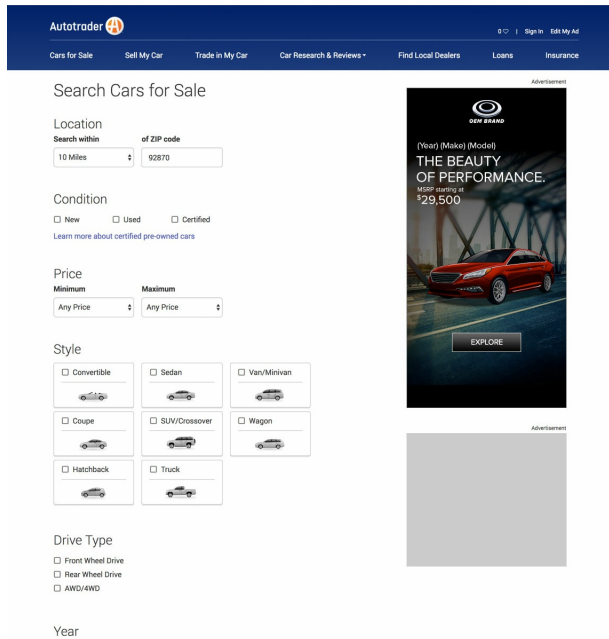 Autotrader
0 | Sign In Edit My Ad
Cars for Sale Sell My Car Trade in My Car Car Research & Reviews Find Local Dealers Loans Insurance
Search Cars for Sale
Location
Search within of ZIP code
10 Miles 92870
Condition
New Used Certified
Learn more about certified pre-owned cars
Price
Minimum Maximum
Any Price Any Price
Style
Convertible Sedan Van/Minivan
Coupe SUV/Crossover Wagon
Hatchback Truck
Drive Type
Front Wheel Drive
Rear Wheel Drive
AWD/4WD
Year
Advertisement
OEM BRAND
(Year) (Make) (Model)
THE BEAUTY
OF PERFORMANCE.
MSRP starting at
$29,500
EXPLORE
Advertisement